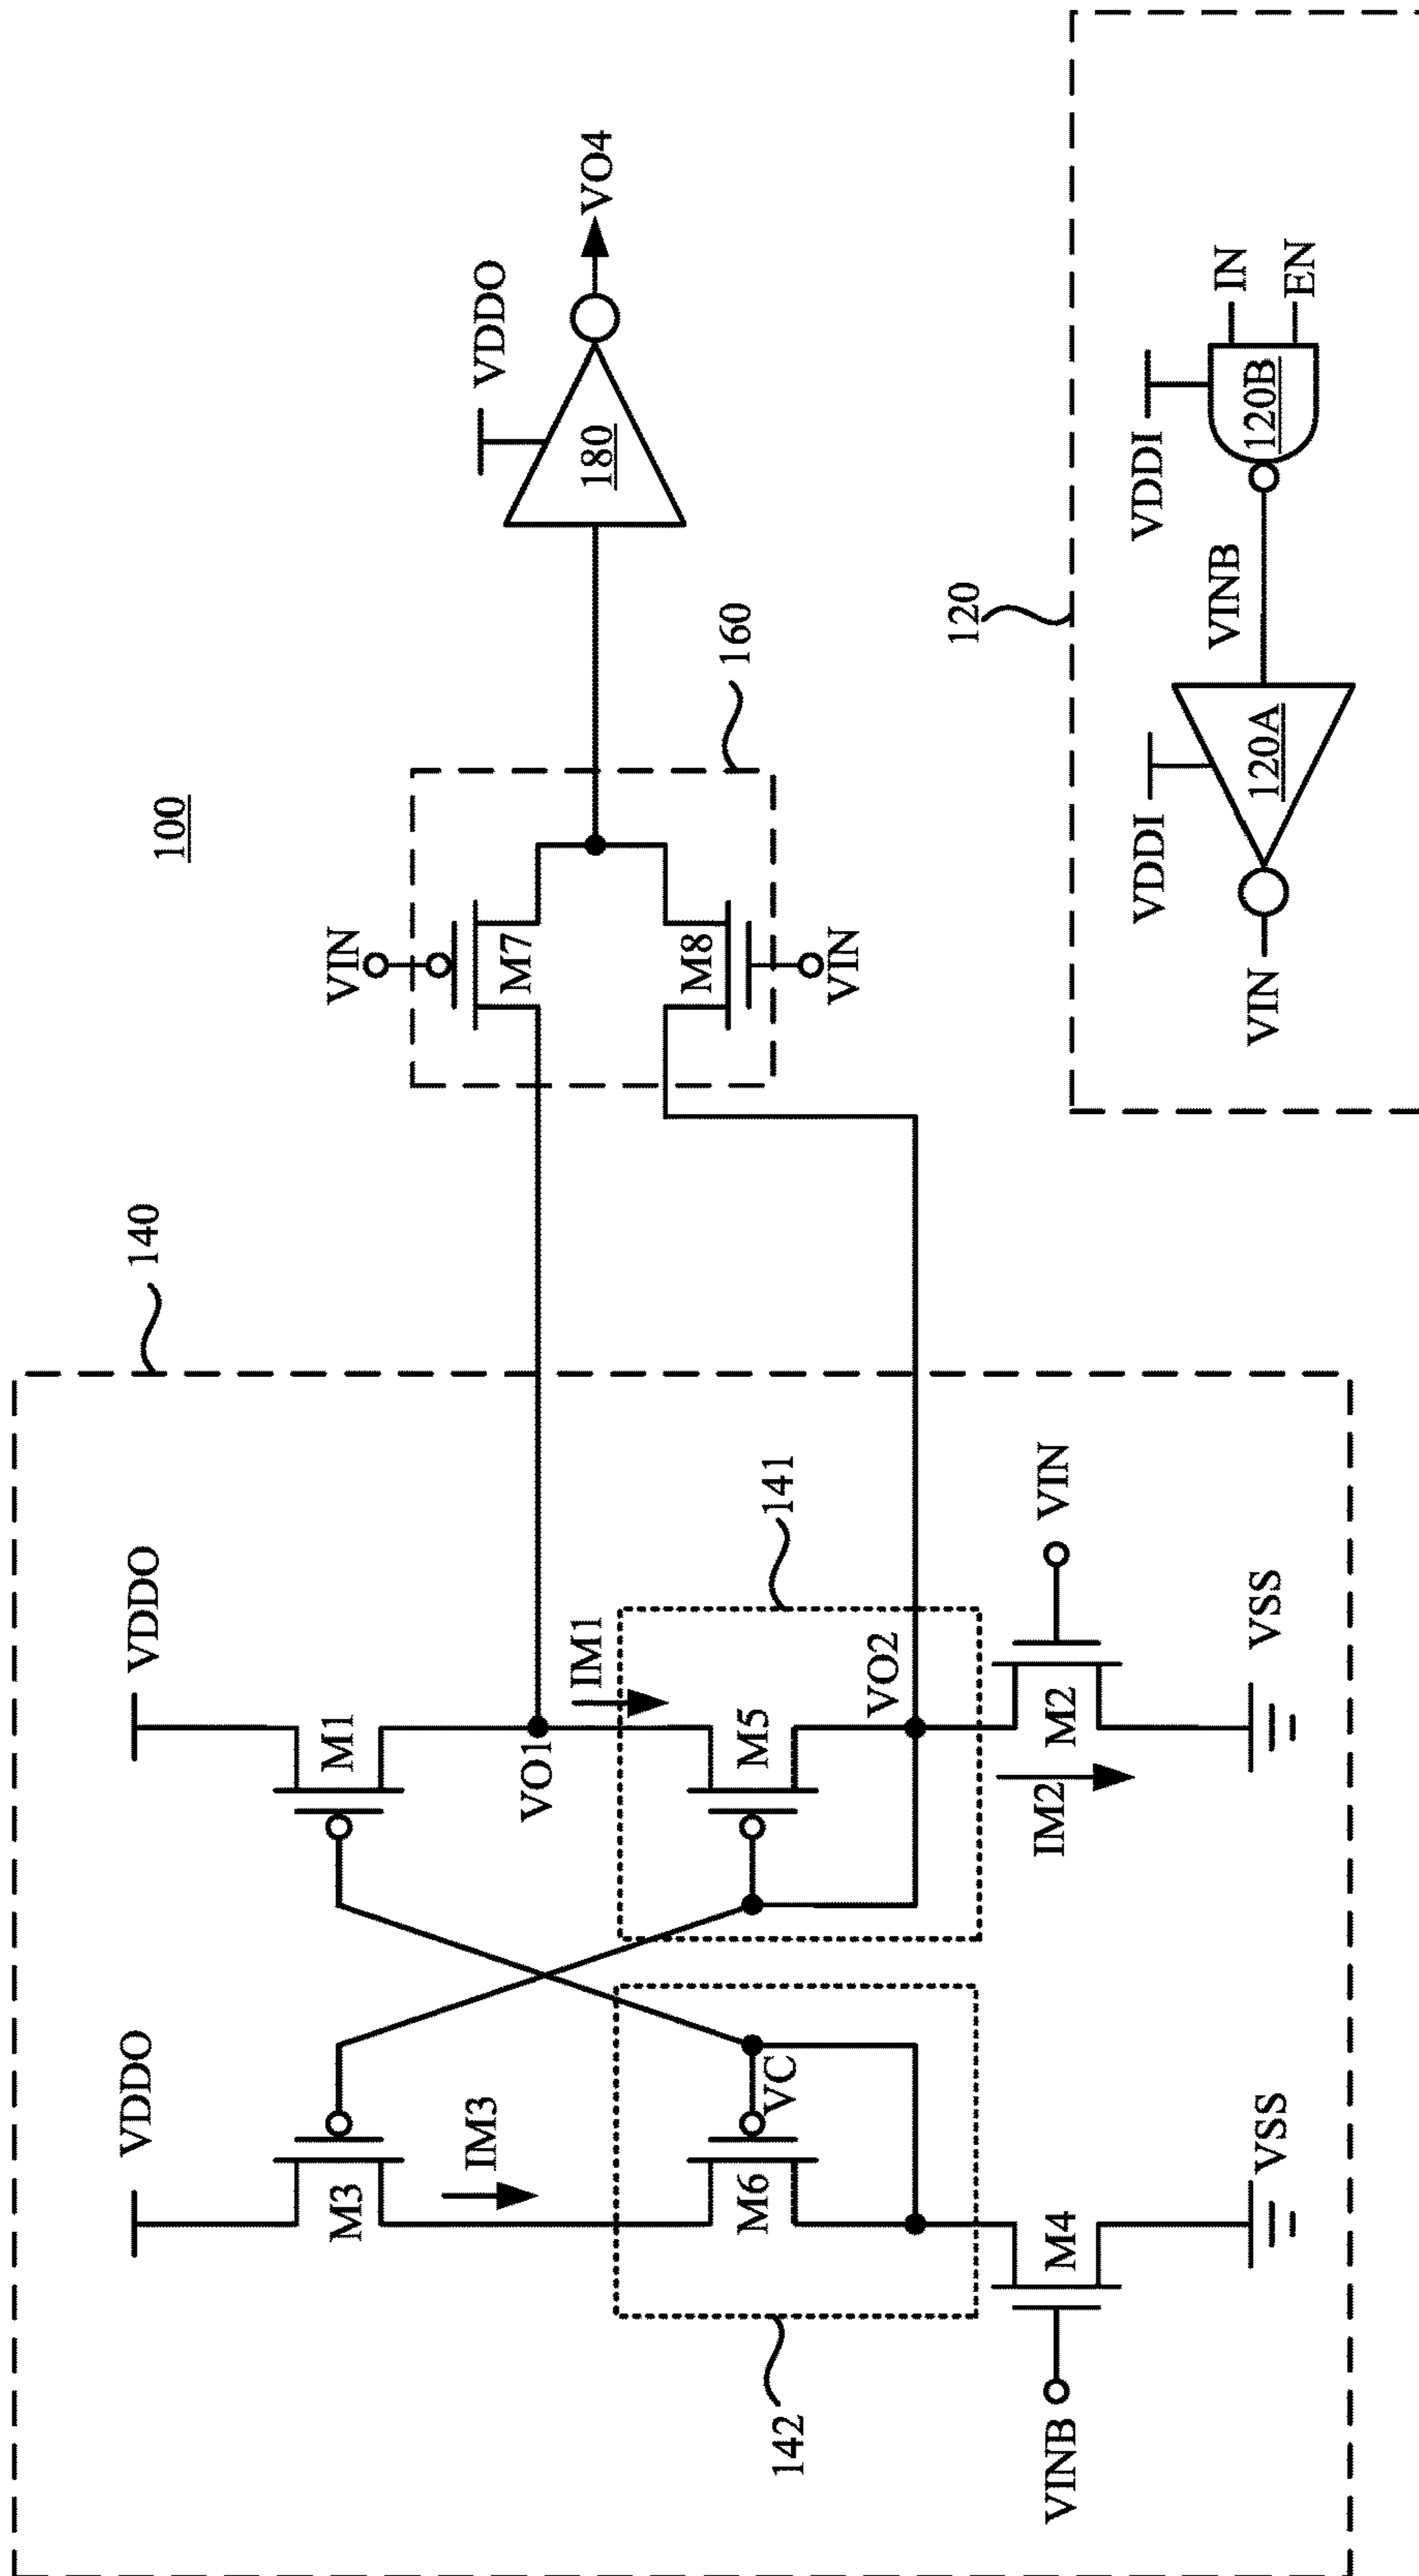 100
140
VDDO
VDDO
M3
M1
IM3
VO1
IM1
142
141
M6
VC
M5
VO2
VINB
M4
IM2
M2
VIN
VSS
VSS
VIN
M7
M8
VIN
160
VDDO
180
VO4
120
VDDI
VDDI
VIN
120A
VINB
120B
IN
EN